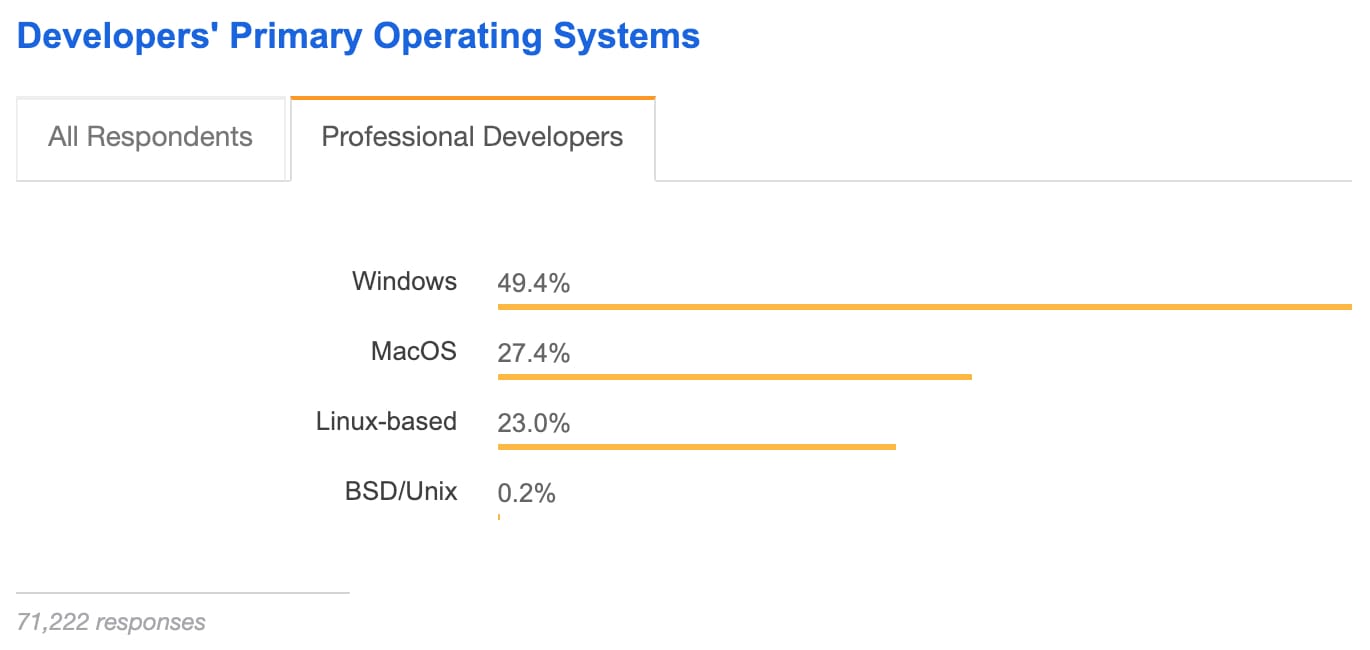 Developers' Primary Operating Systems
All Respondents
Professional Developers
Windows 49.4%
MacOS 27.4%
Linux-based 23.0%
BSD/Unix 0.2%
71,222 responses